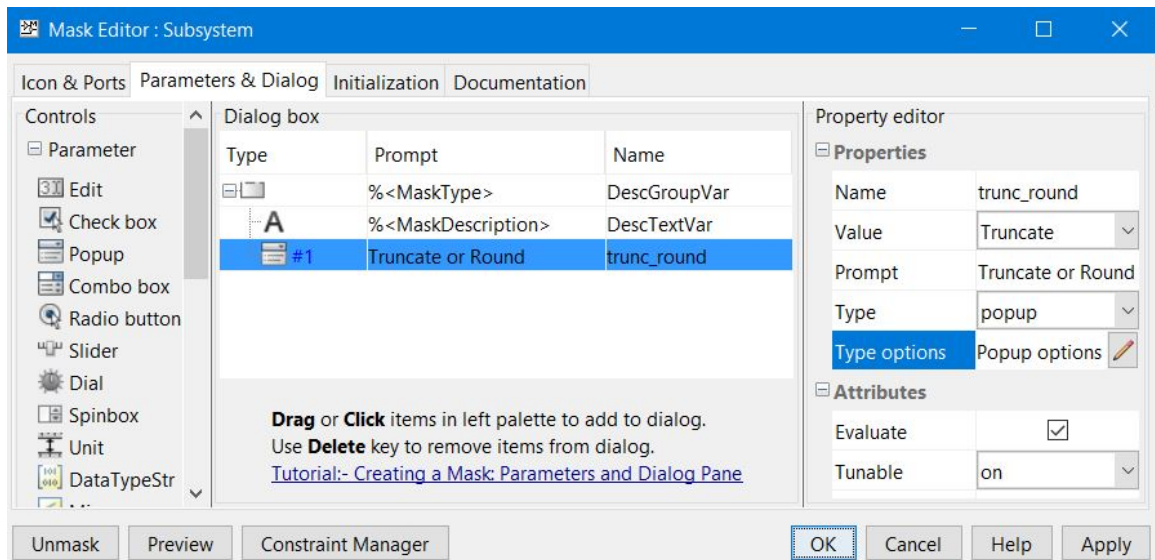 Mask Editor : Subsystem
Icon & Ports Parameters & Dialog Initialization Documentation
Controls
Parameter
Edit
Check box
Popup
Combo box
Radio button
Slider
Dial
Spinbox
Unit
DataTypeStr
Dialog box
Type Prompt Name
%<MaskType> DescGroupVar
A %<MaskDescription> DescTextVar
#1 Truncate or Round trunc_round
Drag or Click items in left palette to add to dialog.
Use Delete key to remove items from dialog.
Tutorial:- Creating a Mask: Parameters and Dialog Pane
Property editor
Properties
Name trunc_round
Value Truncate
Prompt Truncate or Round
Type popup
Type options Popup options
Attributes
Evaluate
Tunable on
Unmask Preview Constraint Manager OK Cancel Help Apply